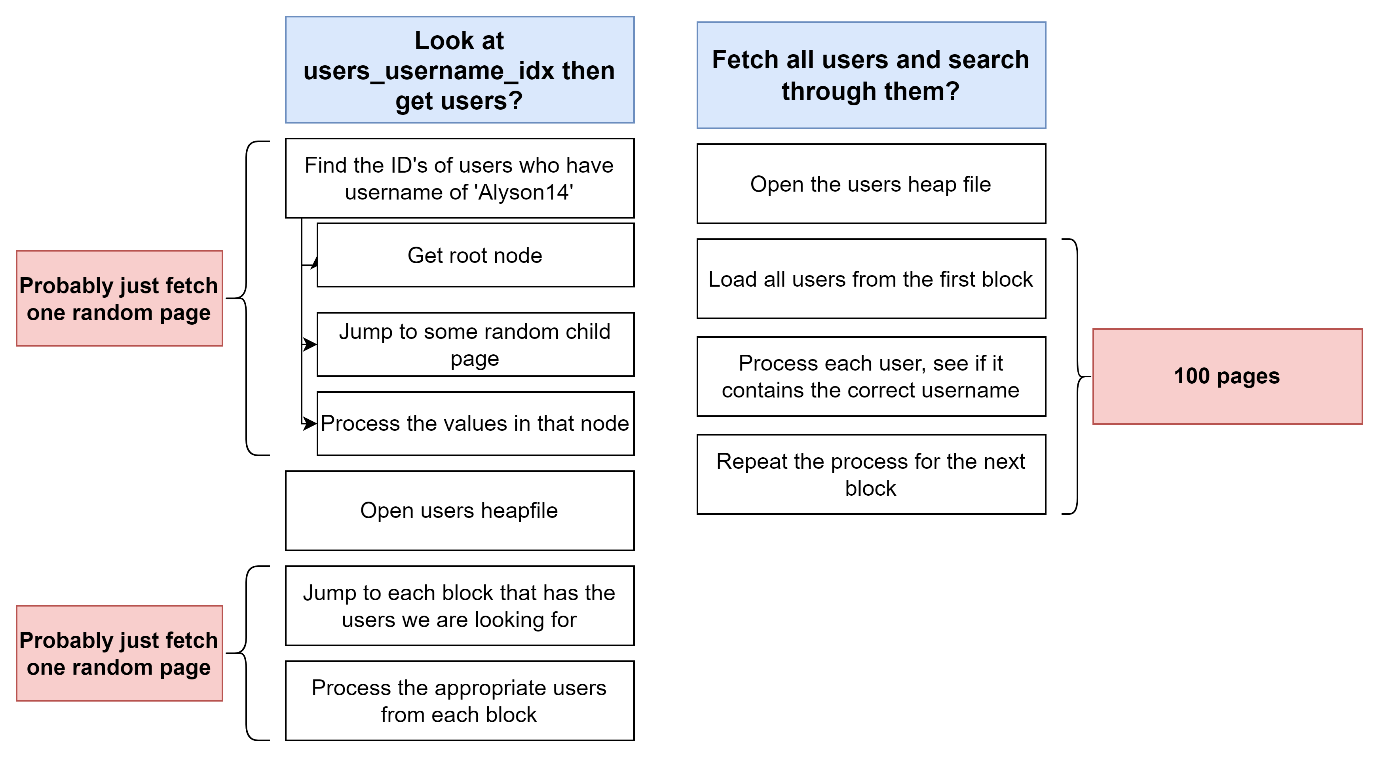 Look at
users_username_idx then
get users?
Find the ID's of users who have
username of 'Alyson14'
Get root node
Jump to some random child
page
Process the values in that node
Probably just fetch
one random page
Open users heapfile
Jump to each block that has the
users we are looking for
Process the appropriate users
from each block
Probably just fetch
one random page
Fetch all users and search
through them?
Open the users heap file
Load all users from the first block
Process each user, see if it
contains the correct username
Repeat the process for the next
block
100 pages